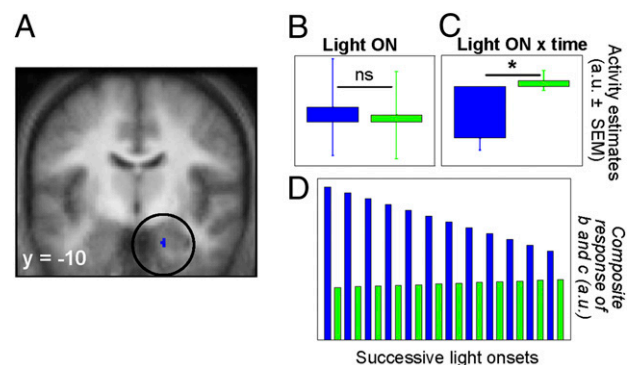 A
y = -10
B
Light ON
ns
C
Light ON x time
*
Activity estimates
(a.u. ± SEM)
D
Composite
response of
b and c (a.u.)
Successive light onsets